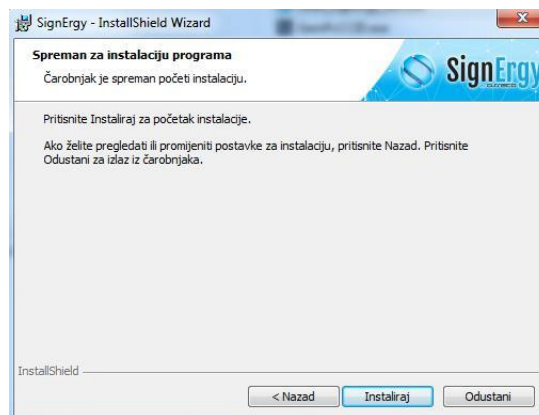 SignErgy - InstallShield Wizard
Spreman za instalaciju programa
Čarobnjak je spreman početi instalaciju.
SignErgy
Pritisnite Instaliraj za početak instalacije.
Ako želite pregledati ili promijeniti postavke za instalaciju, pritisnite Nazad. Pritisnite
Odustani za izlaz iz čarobnjaka.
InstallShield
< Nazad
Instaliraj
Odustani